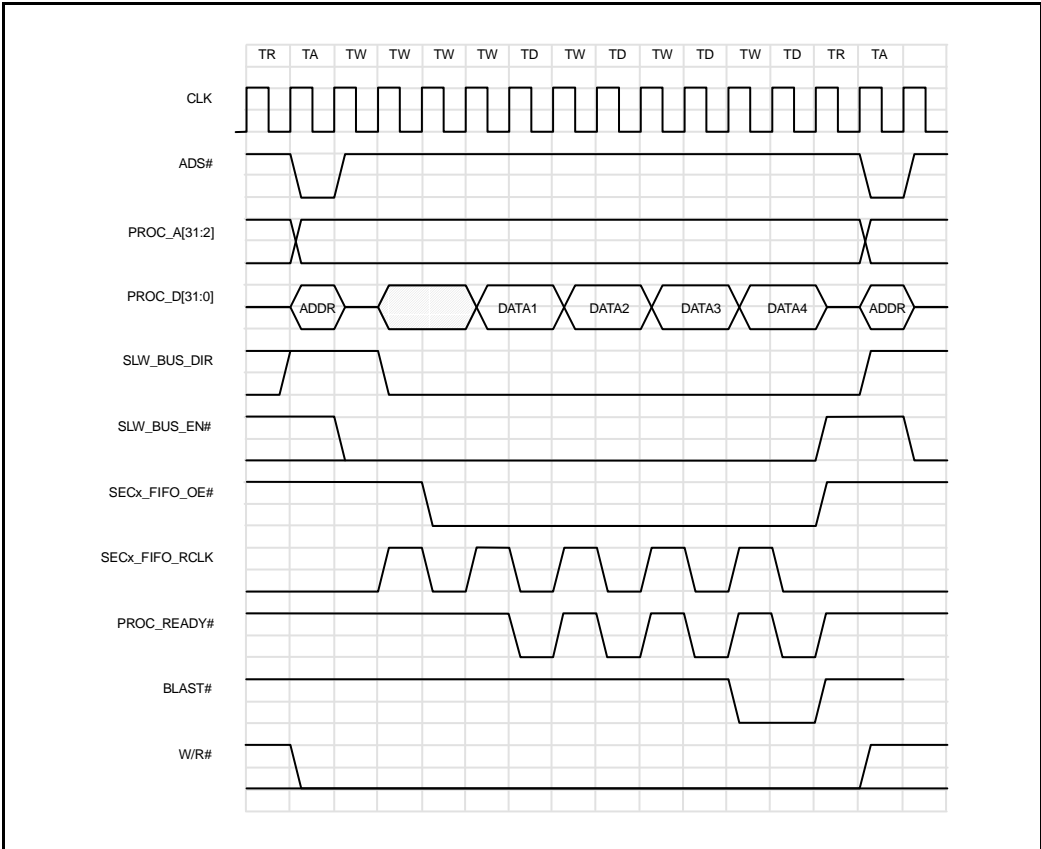 TR TA TW TW TW TW TD TW TD TW TD TW TD TR TA
CLK
ADS#
PROC_A[31:2]
PROC_D[31:0] ADDR DATA1 DATA2 DATA3 DATA4 ADDR
SLW_BUS_DIR
SLW_BUS_EN#
SECx_FIFO_OE#
SECx_FIFO_RCLK
PROC_READY#
BLAST#
W/R#